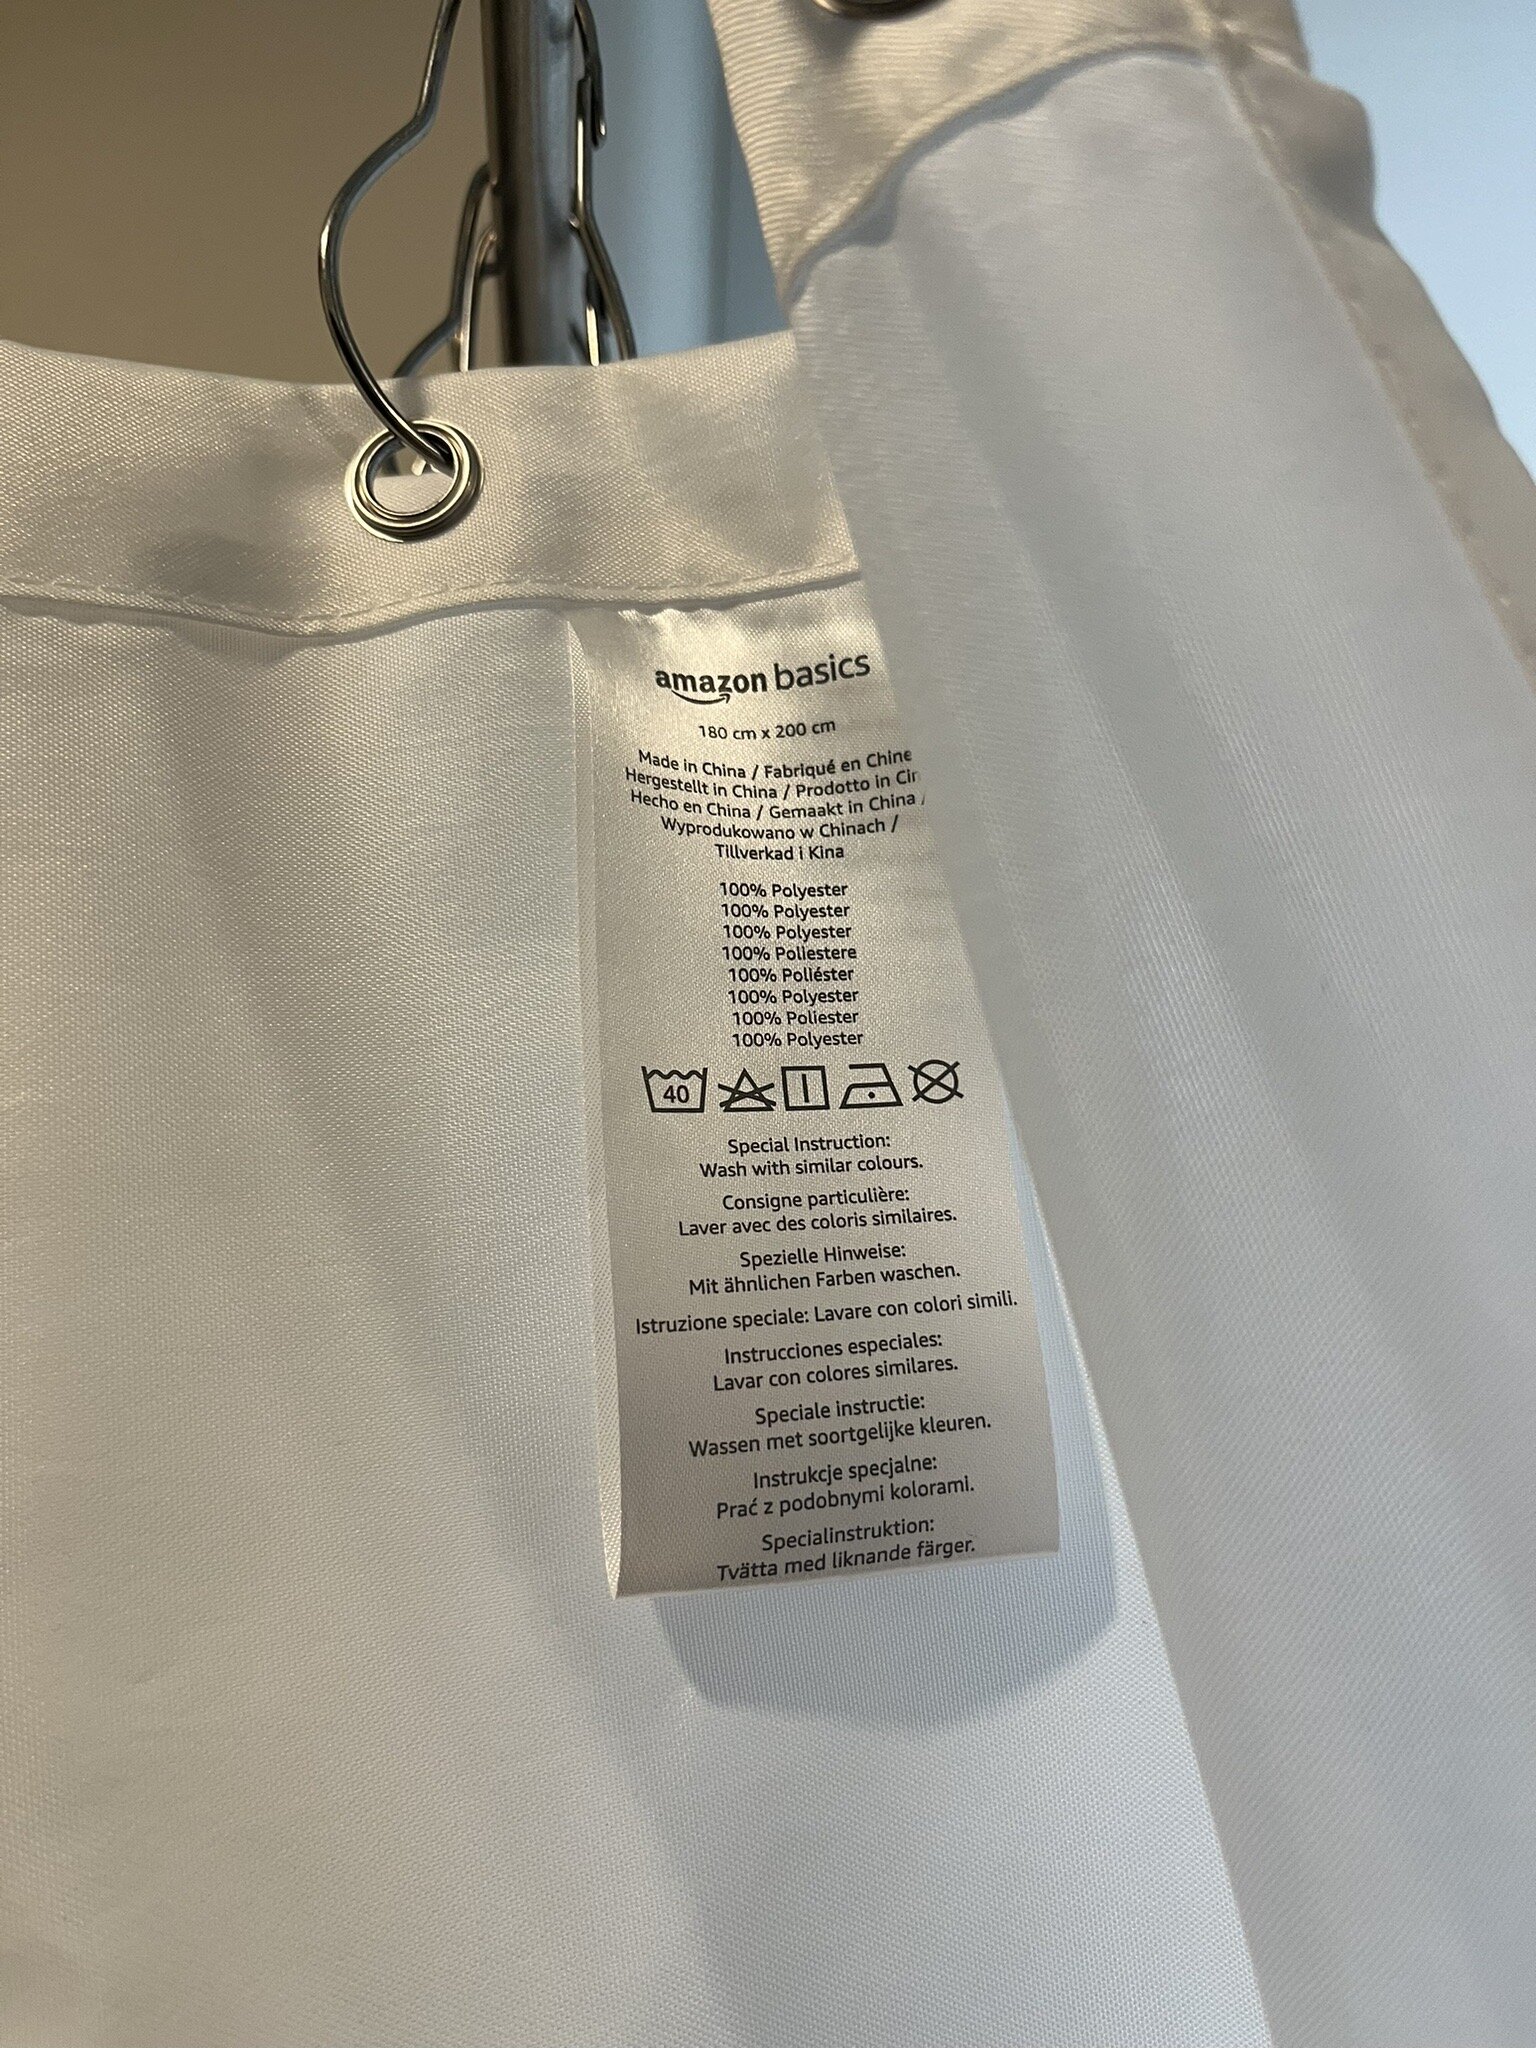 amazon basics
180 cm x 200 cm
Made in China / Fabriqué en Chine
Hergestellt in China / Prodotto in
Hecho en China / Gemaakt in China /
Wyprodukowano w Chinach /
Tillverkad i Kina
100% Polyester
100% Polyester
100% Polyester
100% Poliestere
100% Poliéster
100% Polyester
100% Poliester
100% Polyester
40
Special Instruction:
Wash with similar colours.
Consigne particulière:
Laver avec des coloris similaires.
Spezielle Hinweise:
Mit ähnlichen Farben waschen.
Istruzione speciale: Lavare con colori simili.
Instrucciones especiales:
Lavar con colores similares.
Speciale instructie:
Wassen met soortgelijke kleuren.
Instrukcje specjalne:
Prać z podobnymi kolorami.
Specialinstruktion:
Tvätta med liknande färger.